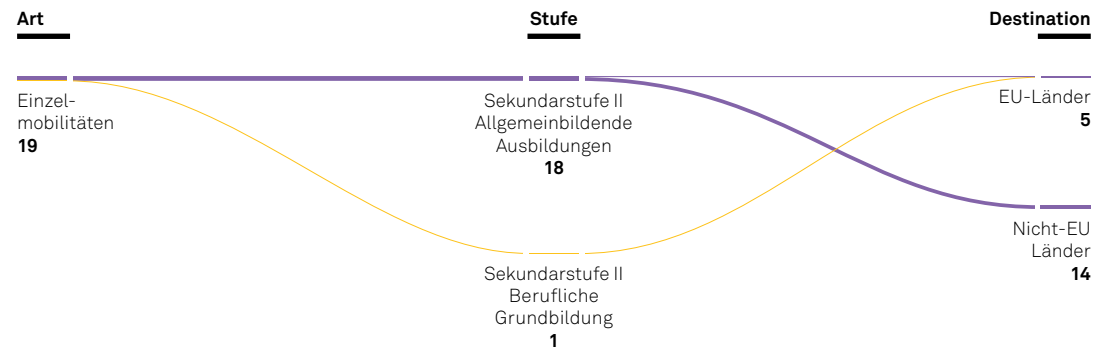 Art
Stufe
Destination
Einzel-
mobilitäten
19
Sekundarstufe II
Allgemeinbildende
Ausbildungen
18
EU-Länder
5
Nicht-EU
Länder
14
Sekundarstufe II
Berufliche
Grundbildung
1